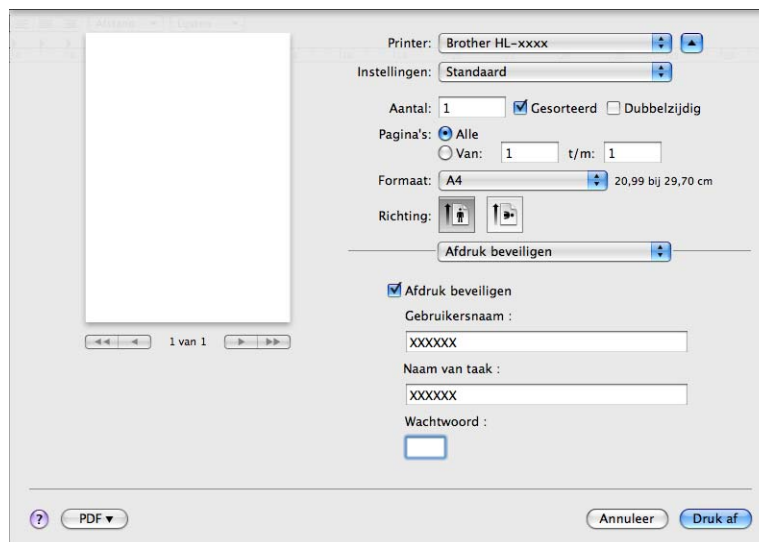 Printer: Brother HL-xxxx
Instellingen: Standaard
Aantal: 1 Gesorteerd Dubbelzijdig
Pagina's: Alle
Van: 1 t/m: 1
Formaat: A4 20,99 bij 29,70 cm
Richting:
Afdruk beveiligen
Afdruk beveiligen
Gebruikersnaam :
XXXXXX
Naam van taak :
XXXXXX
Wachtwoord :
1 van 1
? PDF Annuleer Druk af